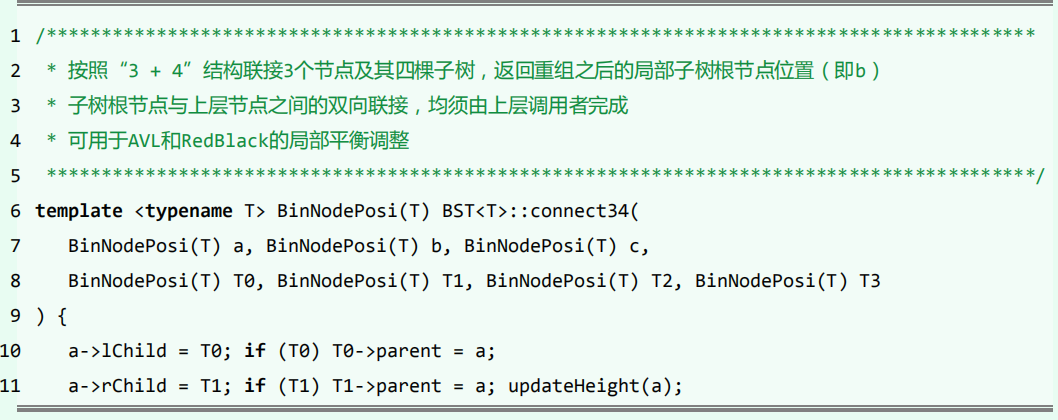 1 /*******************************************************************************************
2  * 按照“3 + 4”结构联接3个节点及其四棵子树，返回重组之后的局部子树根节点位置（即b）
3  * 子树根节点与上层节点之间的双向联接，均须由上层调用者完成
4  * 可用于AVL和RedBlack的局部平衡调整
5  *******************************************************************************************/
6 template <typename T> BinNodePosi(T) BST<T>::connect34(
7    BinNodePosi(T) a, BinNodePosi(T) b, BinNodePosi(T) c,
8    BinNodePosi(T) T0, BinNodePosi(T) T1, BinNodePosi(T) T2, BinNodePosi(T) T3
9 ) {
10    a->lChild = T0; if (T0) T0->parent = a;
11    a->rChild = T1; if (T1) T1->parent = a; updateHeight(a);